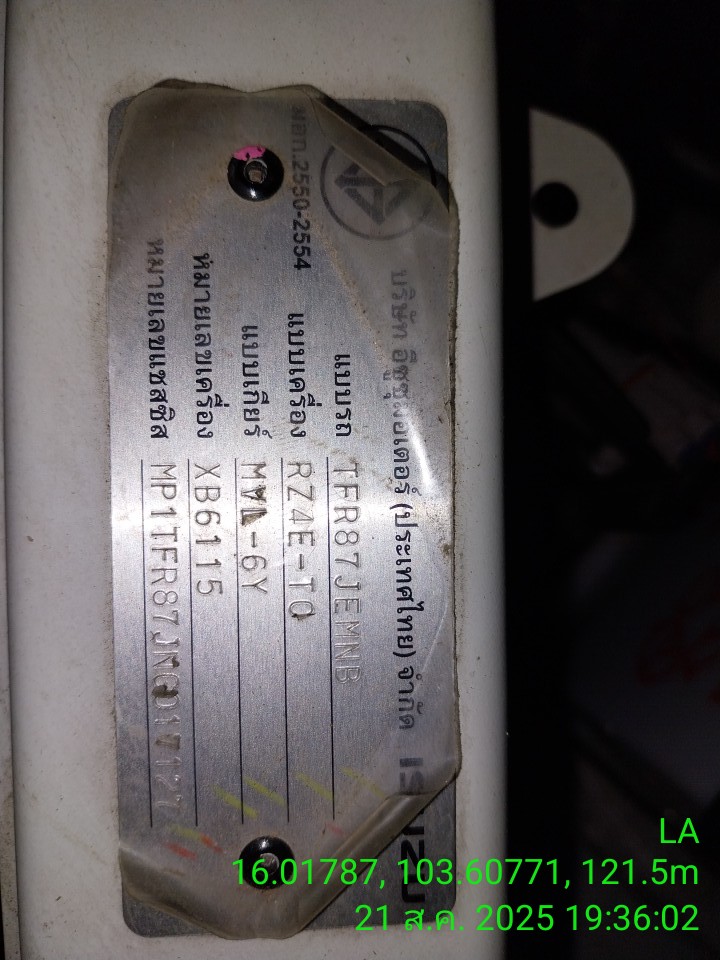 บริษัท อีซูซุมอเตอร์ (ประเทศไทย) จำกัด ISUZU
มอก.2550-2554
แบบรถ TFR87JEMNB
แบบเครื่อง RZ4E-TC
แบบเกียร์ -6Y
หมายเลขเครื่อง XB6115
หมายเลขแชสซิส
LA
16.01787, 103.60771, 121.5m
21 ส.ค. 2025 19:36:02